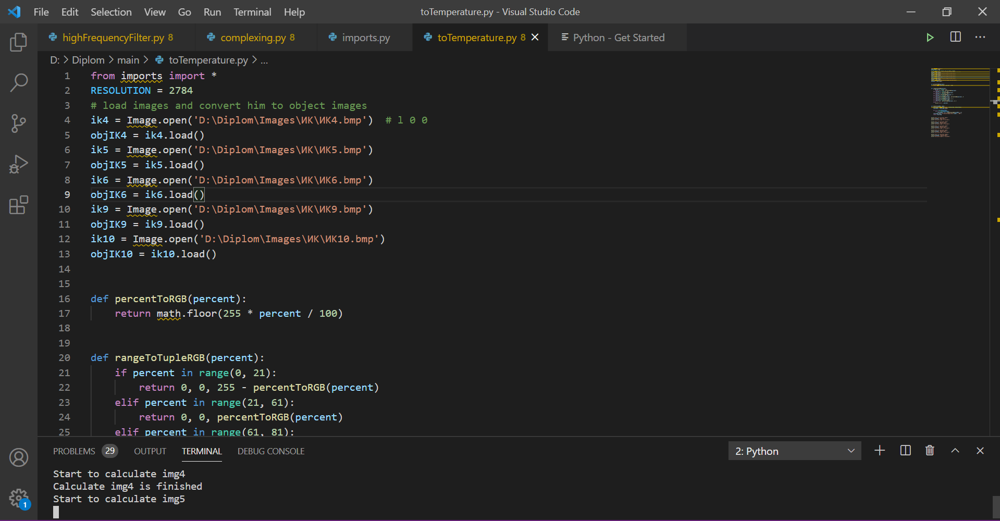 File Edit Selection View Go Run Terminal Help toTemperature.py - Visual Studio Code
highFrequencyFilter.py 8 complexing.py 8 imports.py toTemperature.py 8 Python - Get Started
D: > Diplom > main > toTemperature.py > ...
1 from imports import *
2 RESOLUTION = 2784
3 # load images and convert him to object images
4 ik4 = Image.open('D:\Diplom\Images\ИК\ИК4.bmp')  # l 0 0
5 objIK4 = ik4.load()
6 ik5 = Image.open('D:\Diplom\Images\ИК\ИК5.bmp')
7 objIK5 = ik5.load()
8 ik6 = Image.open('D:\Diplom\Images\ИК\ИК6.bmp')
9 objIK6 = ik6.load()
10 ik9 = Image.open('D:\Diplom\Images\ИК\ИК9.bmp')
11 objIK9 = ik9.load()
12 ik10 = Image.open('D:\Diplom\Images\ИК\ИК10.bmp')
13 objIK10 = ik10.load()
14
15
16 def percentToRGB(percent):
17     return math.floor(255 * percent / 100)
18
19
20 def rangeToTupleRGB(percent):
21     if percent in range(0, 21):
22         return 0, 0, 255 - percentToRGB(percent)
23     elif percent in range(21, 61):
24         return 0, 0, percentToRGB(percent)
25     elif percent in range(61, 81):
PROBLEMS 29 OUTPUT TERMINAL DEBUG CONSOLE 2: Python
Start to calculate img4
Calculate img4 is finished
Start to calculate img5
1